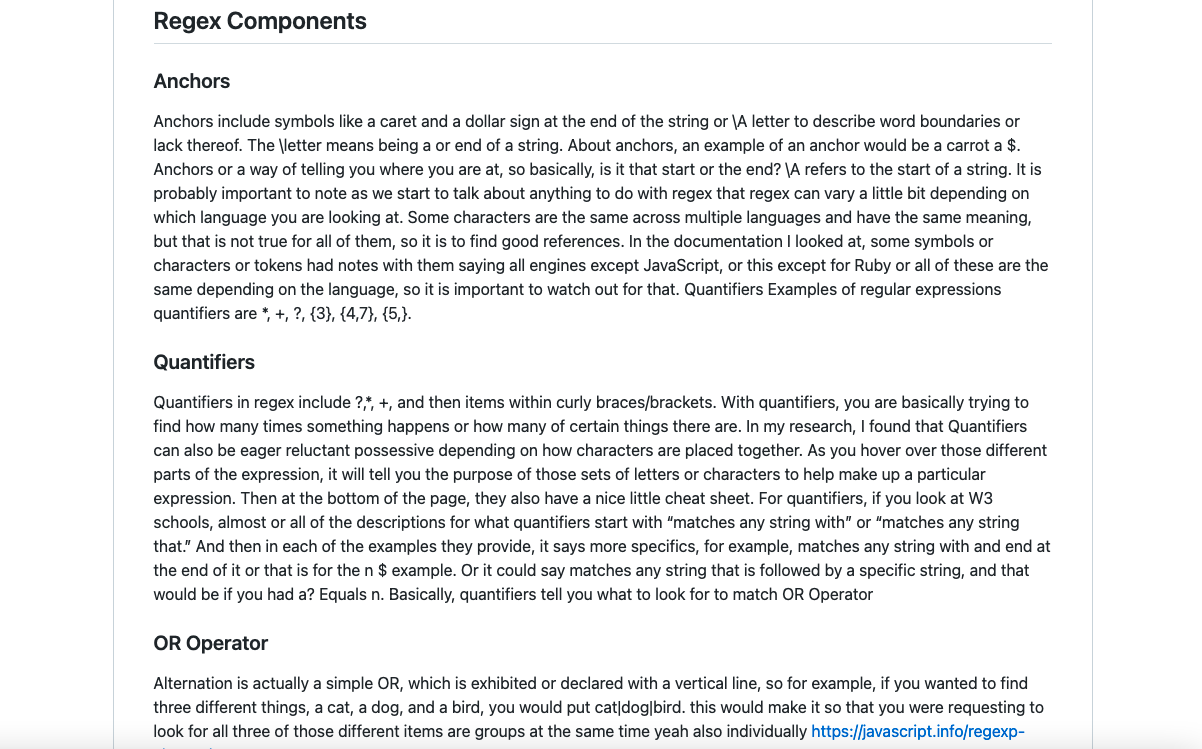 Regex Components
Anchors
Anchors include symbols like a caret and a dollar sign at the end of the string or \A letter to describe word boundaries or
lack thereof. The \letter means being a or end of a string. About anchors, an example of an anchor would be a carrot a $.
Anchors or a way of telling you where you are at, so basically, is it that start or the end? \A refers to the start of a string. It is
probably important to note as we start to talk about anything to do with regex that regex can vary a little bit depending on
which language you are looking at. Some characters are the same across multiple languages and have the same meaning,
but that is not true for all of them, so it is to find good references. In the documentation I looked at, some symbols or
characters or tokens had notes with them saying all engines except JavaScript, or this except for Ruby or all of these are the
same depending on the language, so it is important to watch out for that. Quantifiers Examples of regular expressions
quantifiers are *, +, ?, {3}, {4,7}, {5,}.
Quantifiers
Quantifiers in regex include ?,*, +, and then items within curly braces/brackets. With quantifiers, you are basically trying to
find how many times something happens or how many of certain things there are. In my research, I found that Quantifiers
can also be eager reluctant possessive depending on how characters are placed together. As you hover over those different
parts of the expression, it will tell you the purpose of those sets of letters or characters to help make up a particular
expression. Then at the bottom of the page, they also have a nice little cheat sheet. For quantifiers, if you look at W3
schools, almost or all of the descriptions for what quantifiers start with “matches any string with” or “matches any string
that.” And then in each of the examples they provide, it says more specifics, for example, matches any string with and end at
the end of it or that is for the n $ example. Or it could say matches any string that is followed by a specific string, and that
would be if you had a? Equals n. Basically, quantifiers tell you what to look for to match OR Operator
OR Operator
Alternation is actually a simple OR, which is exhibited or declared with a vertical line, so for example, if you wanted to find
three different things, a cat, a dog, and a bird, you would put cat|dog|bird. this would make it so that you were requesting to
look for all three of those different items are groups at the same time yeah also individually https://javascript.info/regexp-